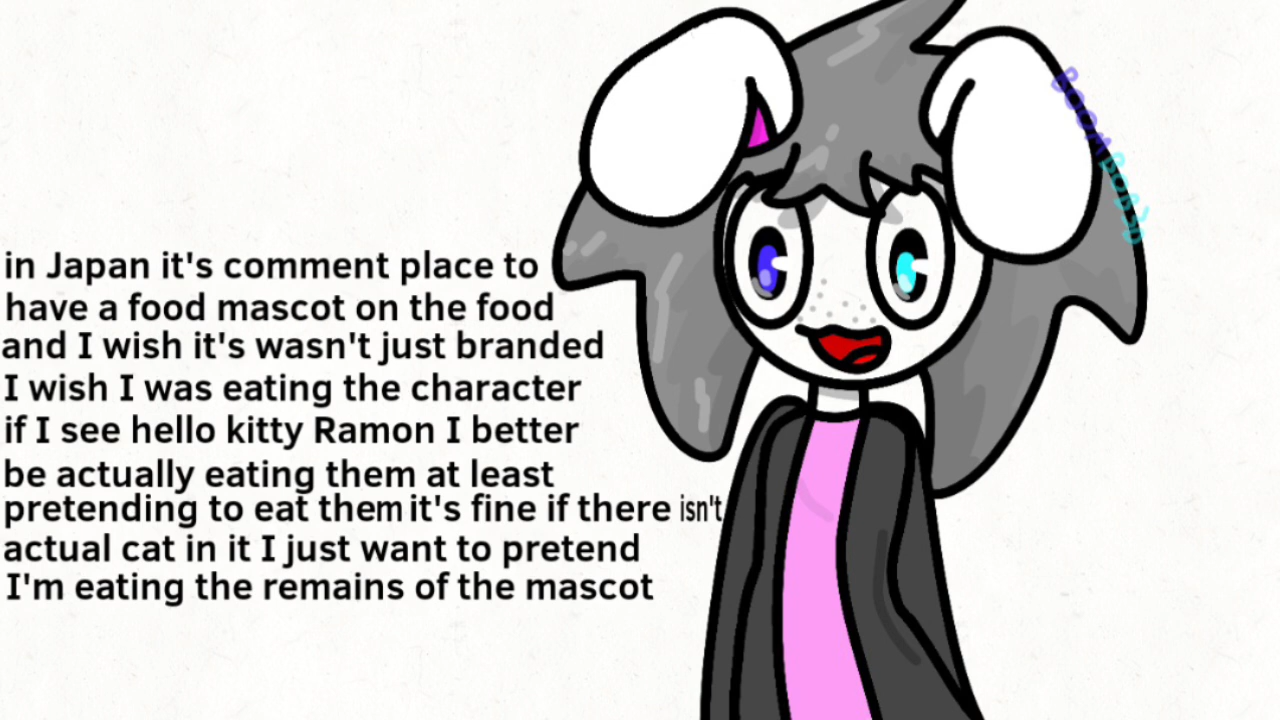 in Japan it's comment place to
have a food mascot on the food
and I wish it's wasn't just branded
I wish I was eating the character
if I see hello kitty Ramon I better
be actually eating them at least
pretending to eat them it's fine if there isn't
actual cat in it I just want to pretend
I'm eating the remains of the mascot